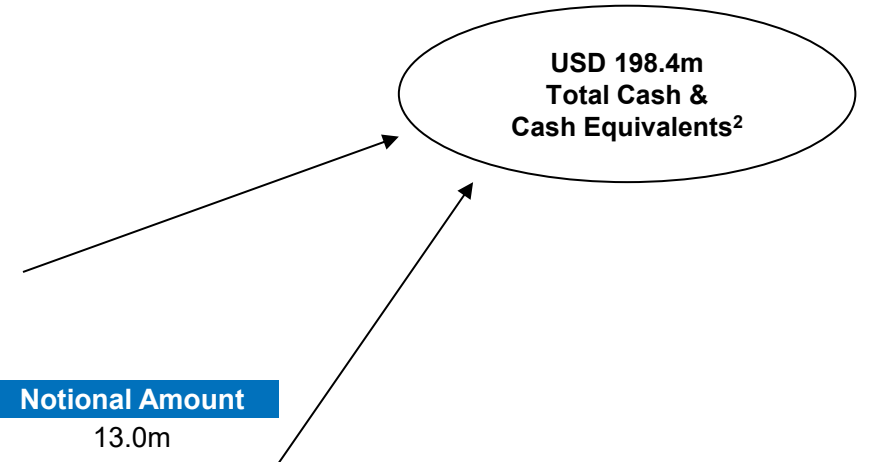 USD 198.4m
Total Cash &
Cash Equivalents²
Notional Amount
13.0m